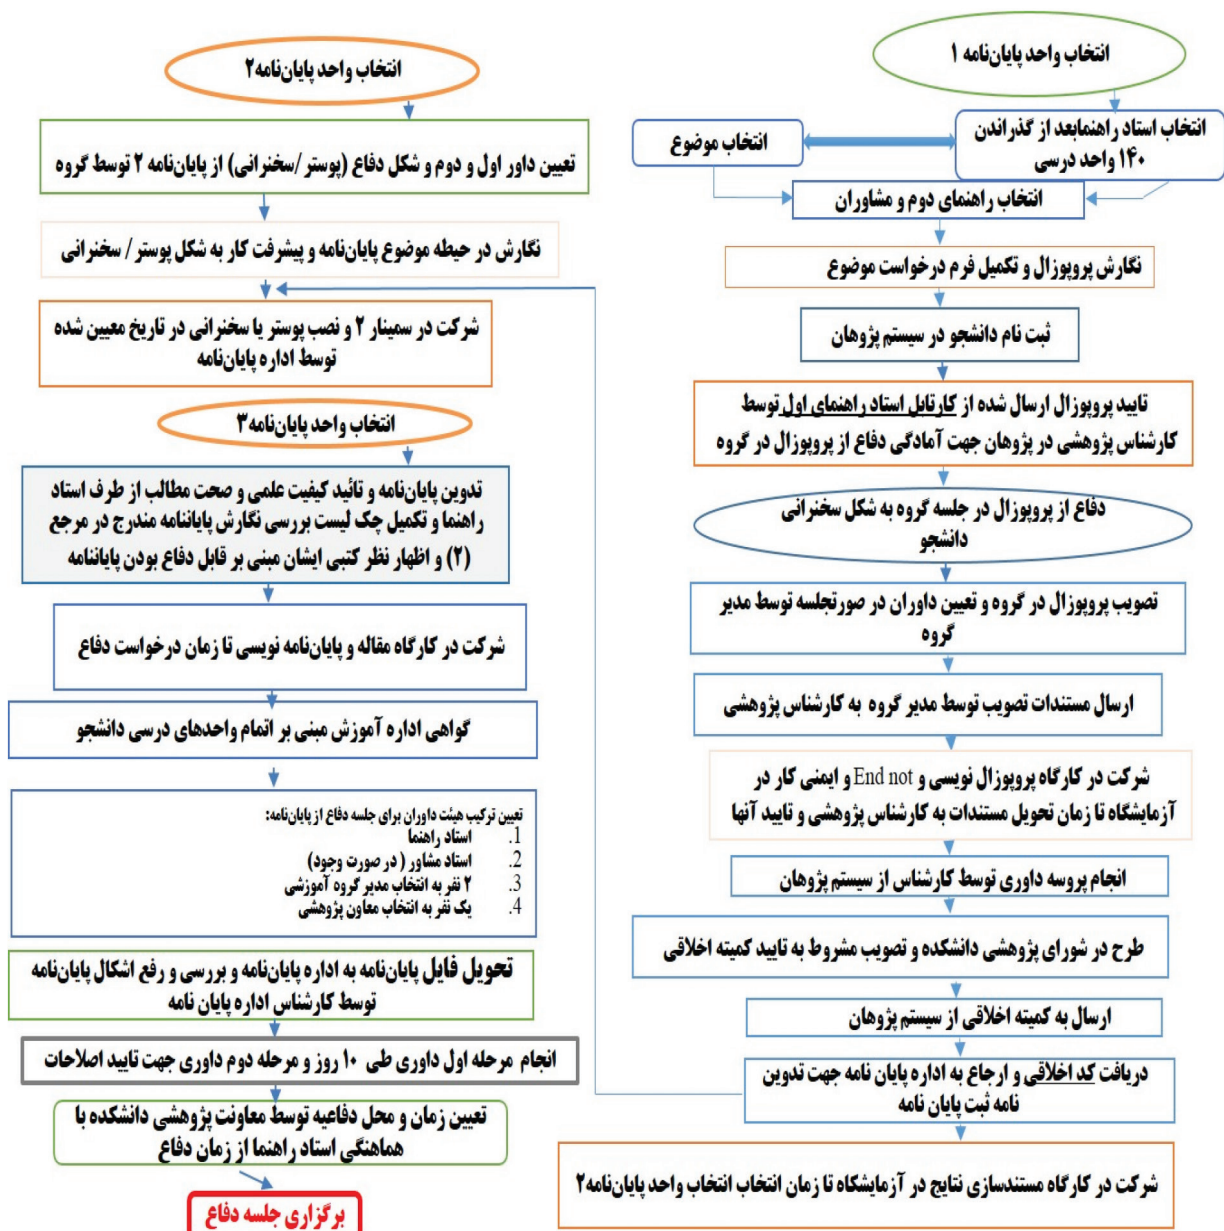 انتخاب واحد پایان‌نامه ۱
انتخاب استاد راهنمابعد از گذراندن
۱۴۰ واحد درسی
انتخاب موضوع
انتخاب راهنمای دوم و مشاوران
نگارش پروپوزال و تکمیل فرم درخواست موضوع
ثبت نام دانشجو در سیستم پژوهان
تایید پروپوزال ارسال شده از کارتابل استاد راهنمای اول توسط
کارشناس پژوهشی در پژوهان جهت آمادگی دفاع از پروپوزال در گروه
دفاع از پروپوزال در جلسه گروه به شکل سخنرانی
دانشجو
تصویب پروپوزال در گروه و تعیین داوران در صورتجلسه توسط مدیر
گروه
ارسال مستندات تصویب توسط مدیر گروه به کارشناس پژوهشی
شرکت در کارگاه پروپوزال نویسی و End not و ایمنی کار در
آزمایشگاه تا زمان تحویل مستندات به کارشناس پژوهشی و تایید آنها
انجام پروسه داوری توسط کارشناس از سیستم پژوهان
طرح در شورای پژوهشی دانشکده و تصویب مشروط به تایید کمیته اخلاقی
ارسال به کمیته اخلاقی از سیستم پژوهان
دریافت کد اخلاقی و ارجاع به اداره پایان نامه جهت تدوین
نامه ثبت پایان نامه
شرکت در کارگاه مستندسازی نتایج در آزمایشگاه تا زمان انتخاب انتخاب واحد پایان‌نامه۲
انتخاب واحد پایان‌نامه۲
تعیین داور اول و دوم و شکل دفاع (پوستر /سخنرانی) از پایان‌نامه ۲ توسط گروه
نگارش در حیطه موضوع پایان‌نامه و پیشرفت کار به شکل پوستر / سخنرانی
شرکت در سمینار ۲ و نصب پوستر یا سخنرانی در تاریخ معیین شده
توسط اداره پایان‌نامه
انتخاب واحد پایان‌نامه۳
تدوین پایان‌نامه و تائید کیفیت علمی و صحت مطالب از طرف استاد
راهنما و تکمیل چک لیست بررسی نگارش پایاننامه مندرج در مرجع
(۲) و اظهار نظر کتبی ایشان مبنی بر قابل دفاع بودن پایاننامه
شرکت در کارگاه مقاله و پایان‌نامه نویسی تا زمان درخواست دفاع
گواهی اداره آموزش مبنی بر اتمام واحدهای درسی دانشجو
تعیین ترکیب هیئت داوران برای جلسه دفاع از پایان‌نامه:
1. استاد راهنما
2. استاد مشاور ( در صورت وجود)
3. ۲ نفر به انتخاب مدیر گروه آموزشی
4. یک نفر به انتخاب معاون پژوهشی
تحویل فایل پایان‌نامه به اداره پایان‌نامه و بررسی و رفع اشکال پایان‌نامه
توسط کارشناس اداره پایان نامه
انجام مرحله اول داوری طی ۱۰ روز و مرحله دوم داوری جهت تایید اصلاحات
تعیین زمان و محل دفاعیه توسط معاونت پژوهشی دانشکده با
هماهنگی استاد راهنما از زمان دفاع
برگزاری جلسه دفاع